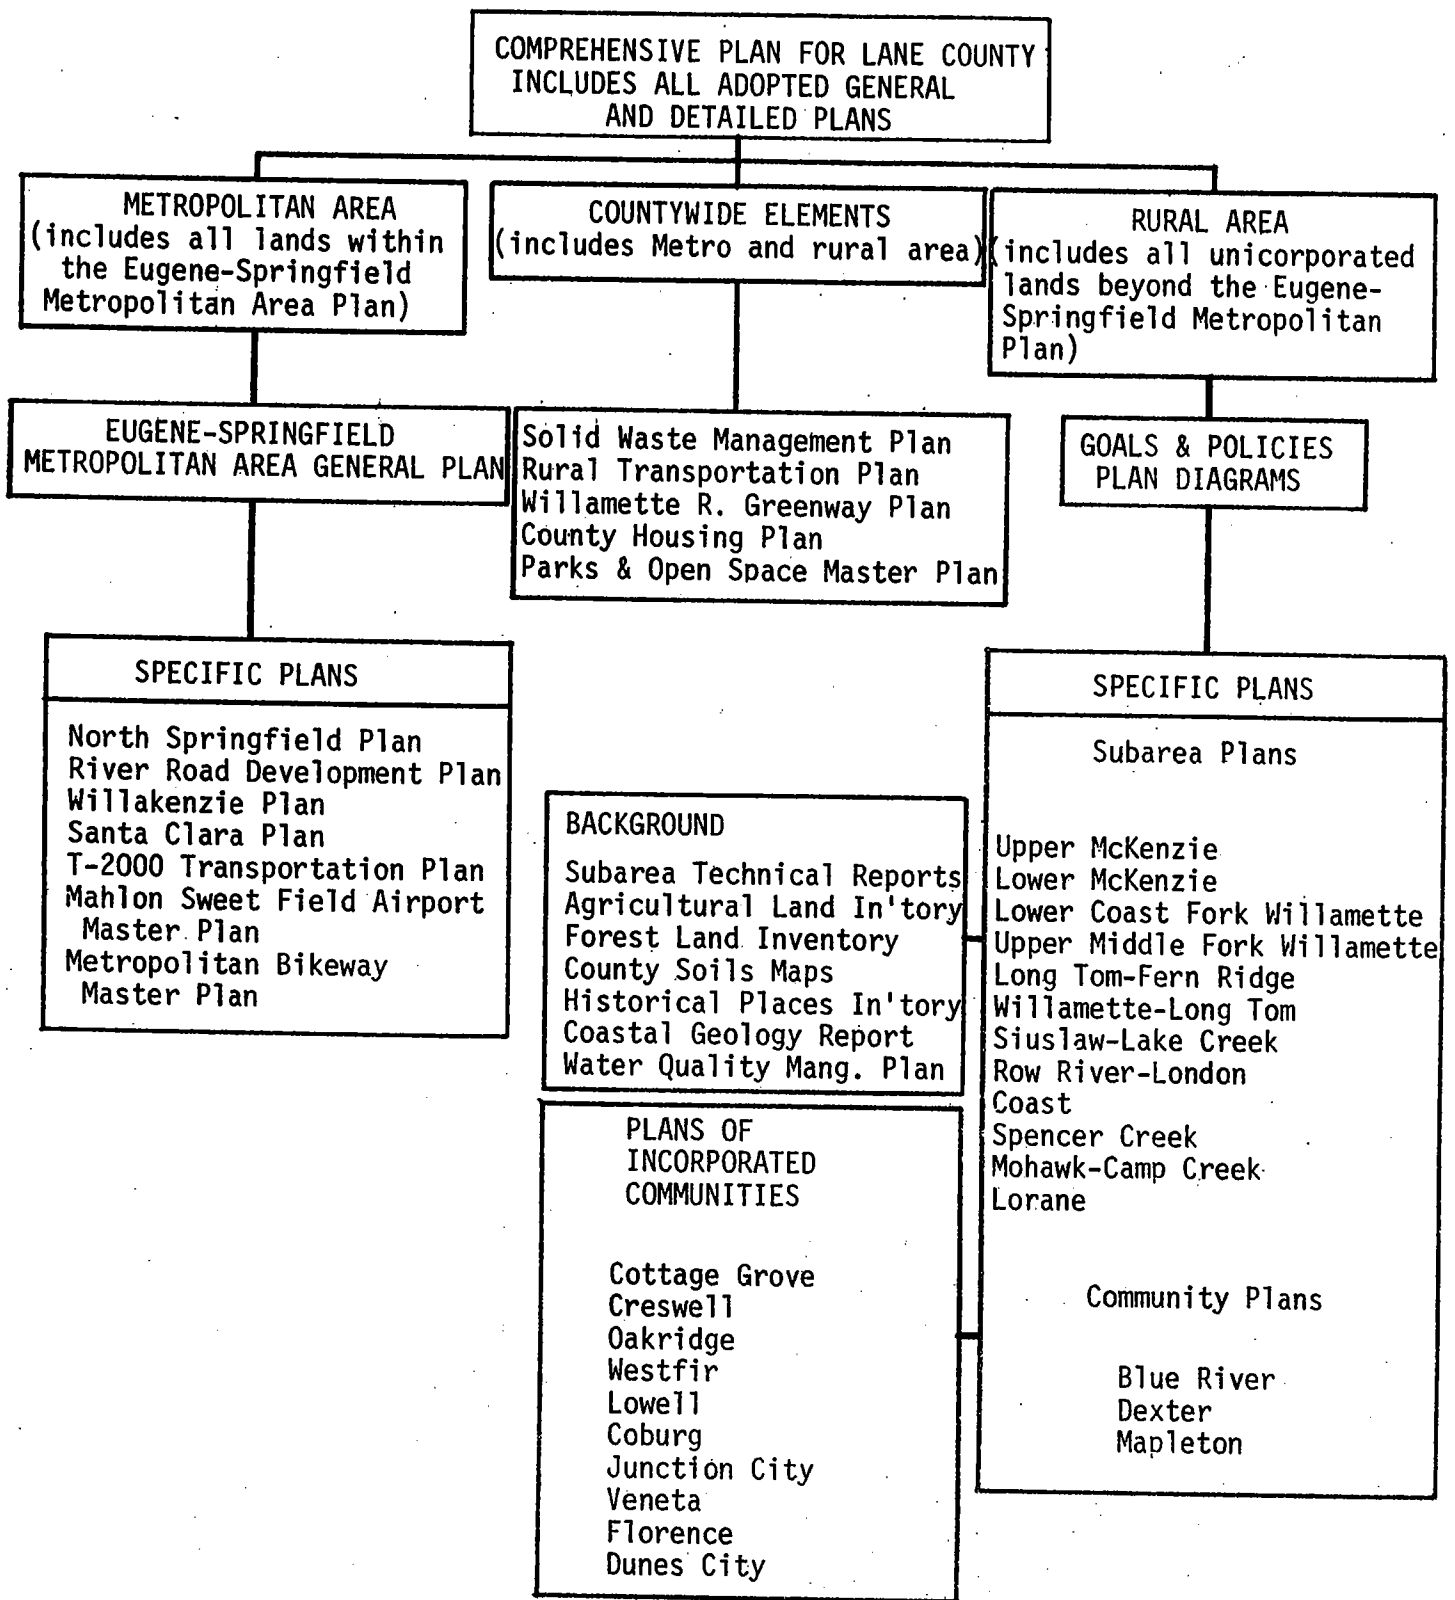 COMPREHENSIVE PLAN FOR LANE COUNTY
INCLUDES ALL ADOPTED GENERAL
AND DETAILED PLANS
METROPOLITAN AREA
(includes all lands within
the Eugene-Springfield
Metropolitan Area Plan)
COUNTYWIDE ELEMENTS
(includes Metro and rural area)
RURAL AREA
(includes all unicorporated
lands beyond the Eugene-
Springfield Metropolitan
Plan)
EUGENE-SPRINGFIELD
METROPOLITAN AREA GENERAL PLAN
Solid Waste Management Plan
Rural Transportation Plan
Willamette R. Greenway Plan
County Housing Plan
Parks & Open Space Master Plan
GOALS & POLICIES
PLAN DIAGRAMS
SPECIFIC PLANS
North Springfield Plan
River Road Development Plan
Willakenzie Plan
Santa Clara Plan
T-2000 Transportation Plan
Mahlon Sweet Field Airport
Master Plan
Metropolitan Bikeway
Master Plan
BACKGROUND
Subarea Technical Reports
Agricultural Land In'tory
Forest Land Inventory
County Soils Maps
Historical Places In'tory
Coastal Geology Report
Water Quality Mang. Plan
PLANS OF
INCORPORATED
COMMUNITIES
Cottage Grove
Creswell
Oakridge
Westfir
Lowell
Coburg
Junction City
Veneta
Florence
Dunes City
SPECIFIC PLANS
Subarea Plans
Upper McKenzie
Lower McKenzie
Lower Coast Fork Willamette
Upper Middle Fork Willamette
Long Tom-Fern Ridge
Willamette-Long Tom
Siuslaw-Lake Creek
Row River-London
Coast
Spencer Creek
Mohawk-Camp Creek
Lorane
Community Plans
Blue River
Dexter
Mapleton